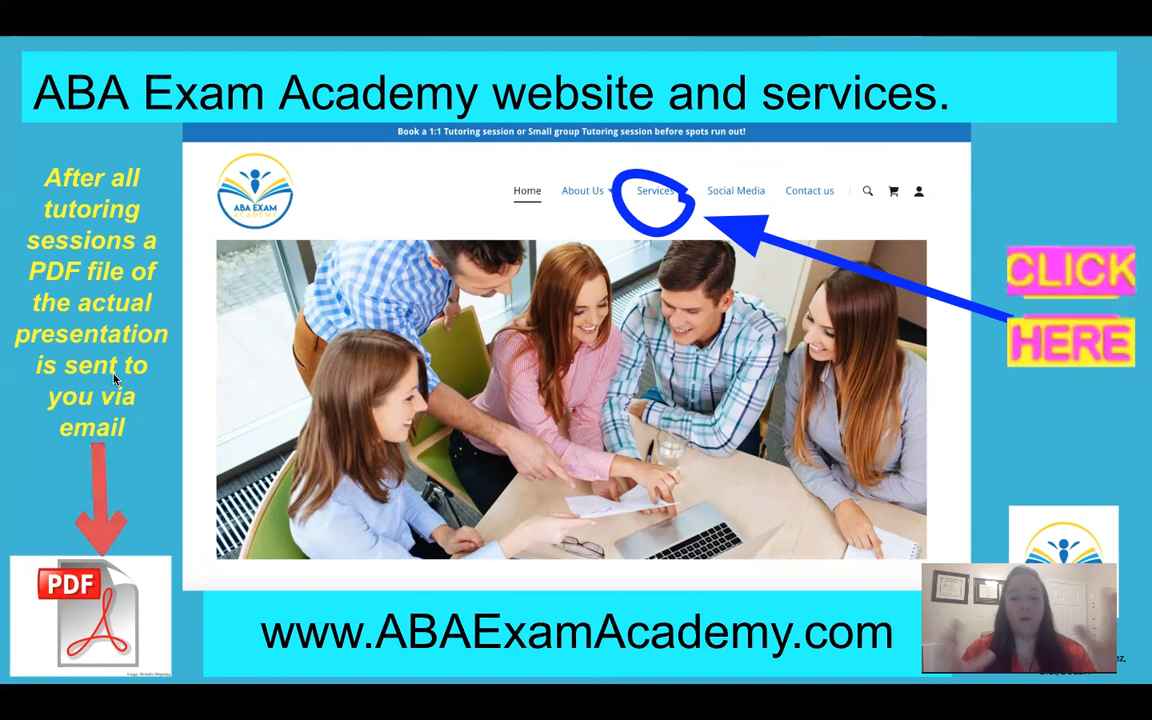 ABA Exam Academy website and services.
Book a 1:1 Tutoring session or Small group Tutoring session before spots run out!
ABA EXAM
ACADEMY
Home
About Us
Services
Social Media
Contact us
After all
tutoring
sessions a
PDF file of
the actual
presentation
is sent to
you via
email
CLICK
HERE
PDF
www.ABAExamAcademy.com